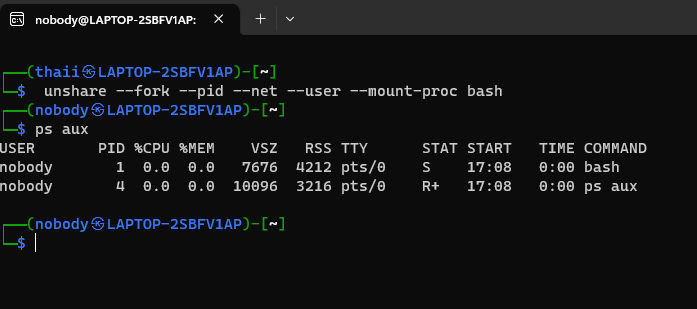 nobody@LAPTOP-2SBFV1AP:
(thaii㉿LAPTOP-2SBFV1AP)-[~]
$ unshare --fork --pid --net --user --mount-proc bash
(nobody㉿LAPTOP-2SBFV1AP)-[~]
$ ps aux
USER PID %CPU %MEM VSZ RSS TTY STAT START TIME COMMAND
nobody 1 0.0 0.0 7676 4212 pts/0 S 17:08 0:00 bash
nobody 4 0.0 0.0 10096 3216 pts/0 R+ 17:08 0:00 ps aux
(nobody㉿LAPTOP-2SBFV1AP)-[~]
$